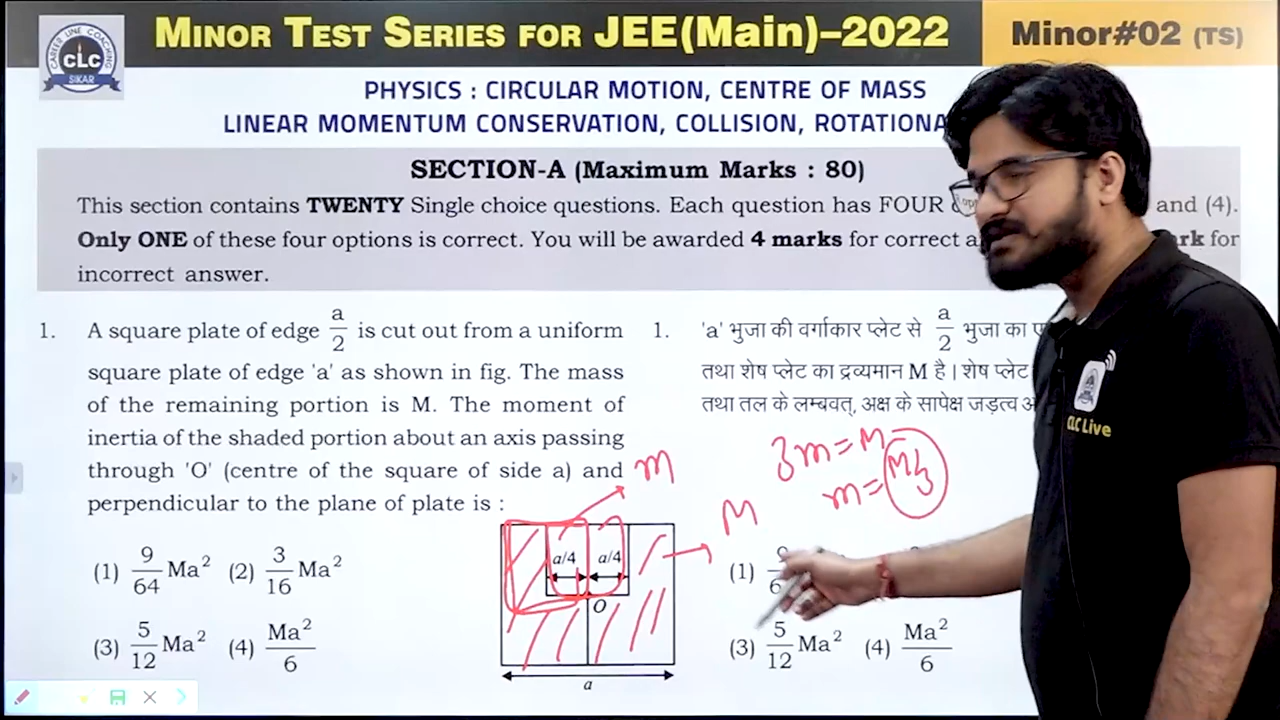 CAREER LINE COACHING
CLC
SIKAR
MINOR TEST SERIES FOR JEE(Main)–2022
Minor#02 (TS)
PHYSICS : CIRCULAR MOTION, CENTRE OF MASS
LINEAR MOMENTUM CONSERVATION, COLLISION,
SECTION-A (Maximum Marks : 80)
This section contains TWENTY Single choice questions. Each question has FOUR and (4).
Only ONE of these four options is correct. You will be awarded 4 marks for correct for
incorrect answer.
1. A square plate of edge a/2 is cut out from a uniform
square plate of edge 'a' as shown in fig. The mass
of the remaining portion is M. The moment of
inertia of the shaded portion about an axis passing
through 'O' (centre of the square of side a) and
perpendicular to the plane of plate is :
(1) 9/64 Ma² (2) 3/16 Ma²
(3) 5/12 Ma² (4) Ma²/6
a/4 a/4
O
a
m
M
1. 'a' भुजा की वर्गाकार प्लेट से a/2 भुजा का
तथा शेष प्लेट का द्रव्यमान M है। शेष प्लेट
तथा तल के लम्बवत्, अक्ष के सापेक्ष जड़त्व
3m = M
m = M/3
(1)
(3) 5/12 Ma² (4) Ma²/6
CLC Live